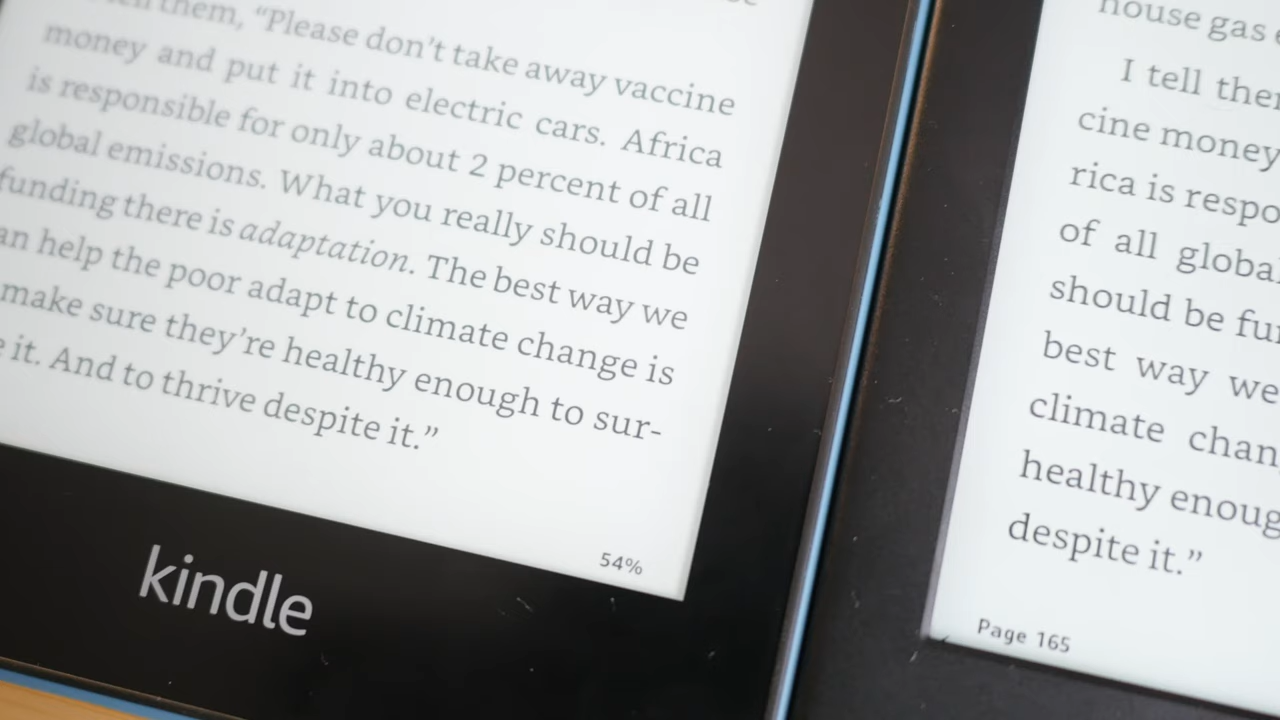 them, “Please don’t take away vaccine
money and put it into electric cars. Africa
is responsible for only about 2 percent of all
global emissions. What you really should be
funding there is adaptation. The best way we
an help the poor adapt to climate change is
make sure they’re healthy enough to sur-
e it. And to thrive despite it.”
54%
kindle
house gas
I tell ther
cine money
rica is respo
of all globa
should be fu
best way we
climate chan
healthy enoug
despite it.”
Page 165